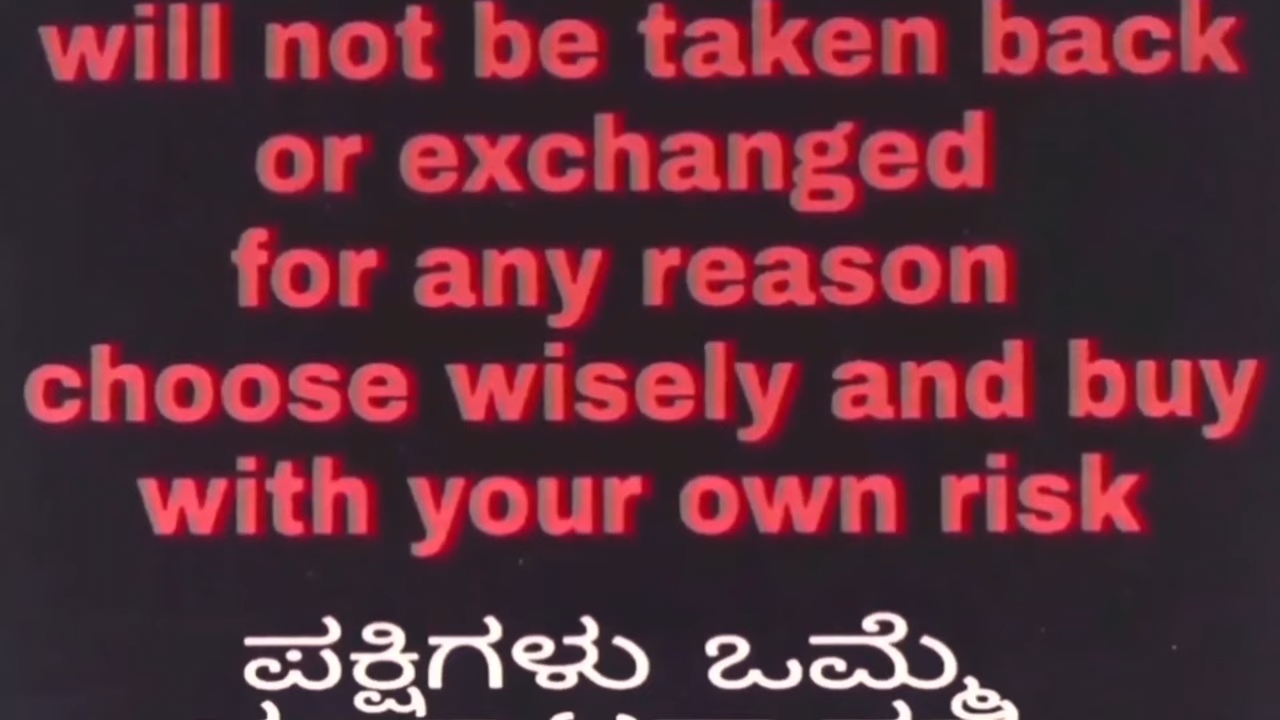 will not be taken back
or exchanged
for any reason
choose wisely and buy
with your own risk
ಪಕ್ಷಿಗಳು ಒಮ್ಮೆ